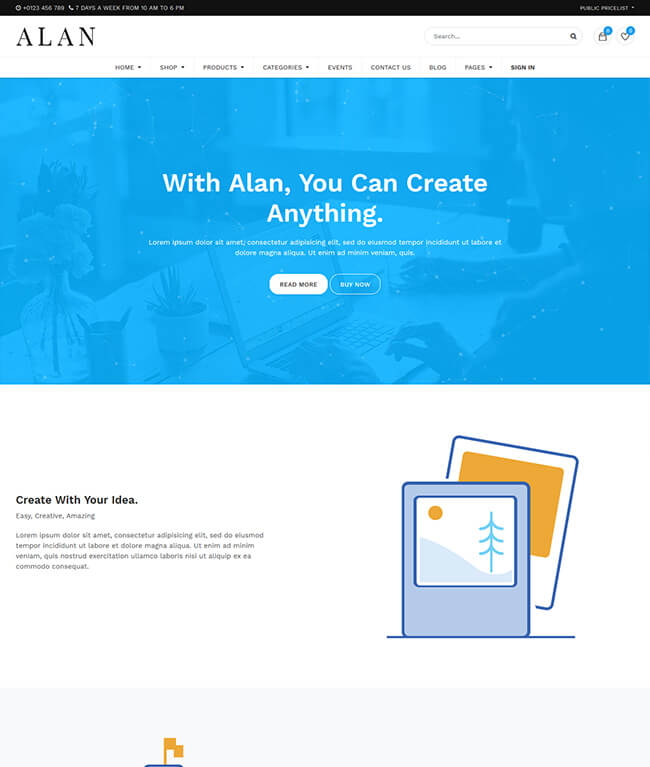 +0123 456 789 7 DAYS A WEEK FROM 10 AM TO 6 PM
PUBLIC PRICELIST
ALAN
Search...
0
0
HOME SHOP PRODUCTS CATEGORIES EVENTS CONTACT US BLOG PAGES SIGN IN
With Alan, You Can Create
Anything.
Lorem ipsum dolor sit amet, consectetur adipisicing elit, sed do eiusmod tempor incididunt ut labore et
dolore magna aliqua. Ut enim ad minim veniam, quis.
READ MORE
BUY NOW
Create With Your Idea.
Easy, Creative, Amazing
Lorem ipsum dolor sit amet, consectetur adipisicing elit, sed do eiusmod
tempor incididunt ut labore et dolore magna aliqua. Ut enim ad minim
veniam, quis nostrud exercitation ullamco laboris nisi ut aliquip ex ea
commodo consequat.